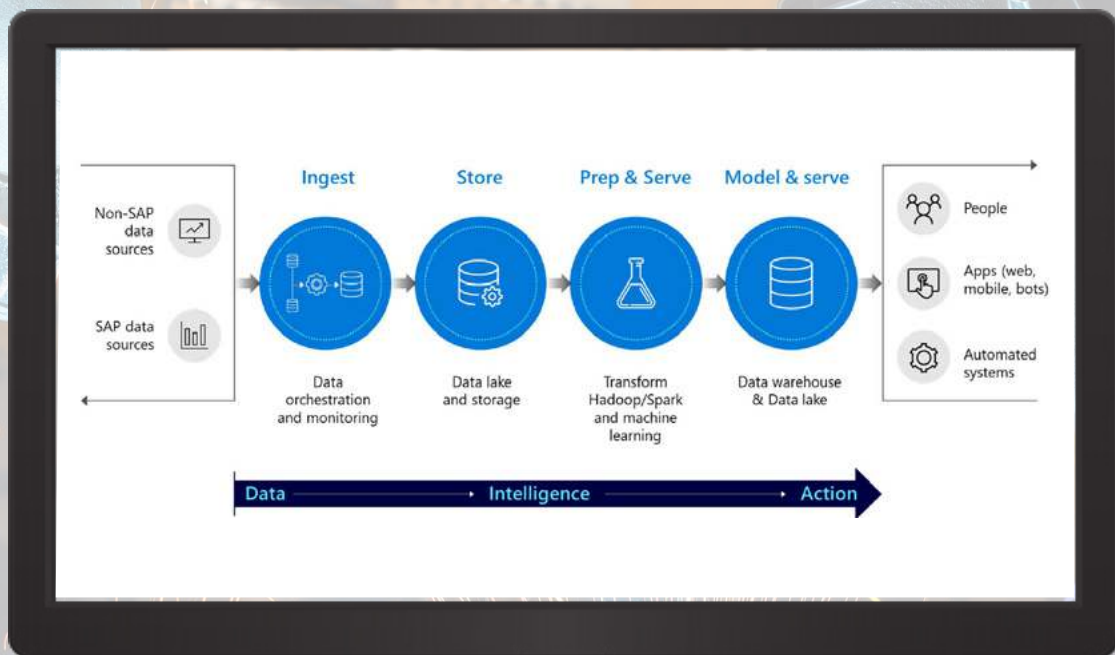 Ingest
Store
Prep & Serve
Model & serve
Non-SAP
data
sources
SAP data
sources
Data
orchestration
and monitoring
Data lake
and storage
Transform
Hadoop/Spark
and machine
learning
Data warehouse
& Data lake
People
Apps (web,
mobile, bots)
Automated
systems
Data
Intelligence
Action